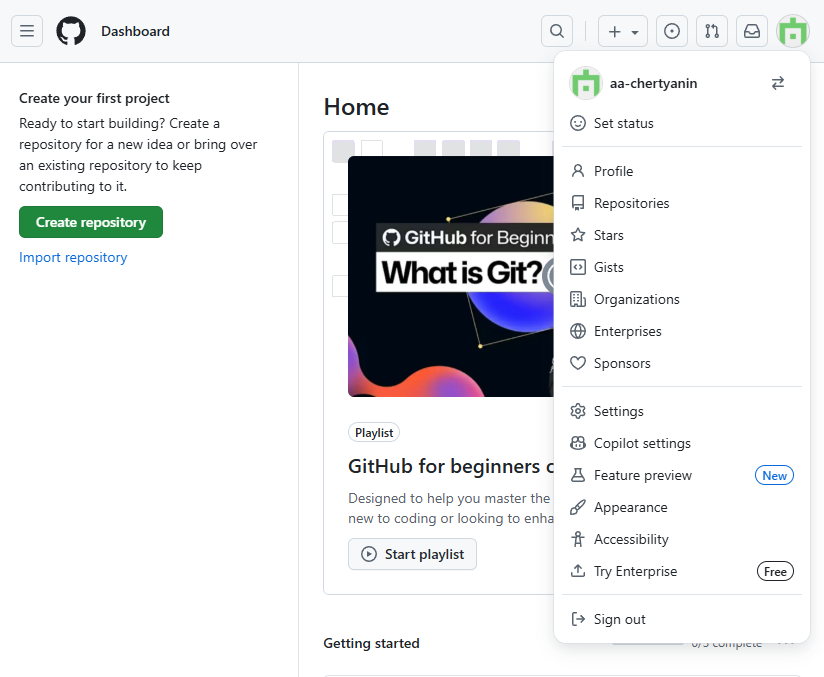 Dashboard
Create your first project
Ready to start building? Create a
repository for a new idea or bring over
an existing repository to keep
contributing to it.
Create repository
Import repository
Home
GitHub for Beginn
What is Git?
Playlist
GitHub for beginners
Designed to help you master the
new to coding or looking to enha
Start playlist
Getting started
complete
aa-chertyanin
Set status
Profile
Repositories
Stars
Gists
Organizations
Enterprises
Sponsors
Settings
Copilot settings
Feature preview New
Appearance
Accessibility
Try Enterprise Free
Sign out